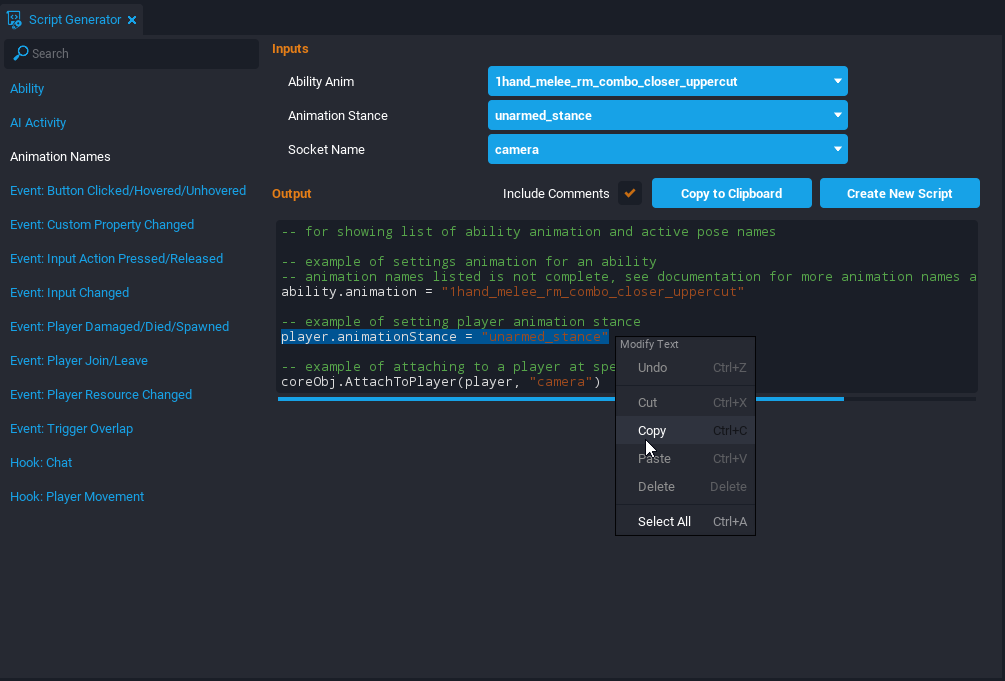 Script Generator
Search
Ability
AI Activity
Animation Names
Event: Button Clicked/Hovered/Unhovered
Event: Custom Property Changed
Event: Input Action Pressed/Released
Event: Input Changed
Event: Player Damaged/Died/Spawned
Event: Player Join/Leave
Event: Player Resource Changed
Event: Trigger Overlap
Hook: Chat
Hook: Player Movement
Inputs
Ability Anim 1hand_melee_rm_combo_closer_uppercut
Animation Stance unarmed_stance
Socket Name camera
Output Include Comments Copy to Clipboard Create New Script
-- for showing list of ability animation and active pose names
-- example of settings animation for an ability
-- animation names listed is not complete, see documentation for more animation names a
ability.animation = "1hand_melee_rm_combo_closer_uppercut"
-- example of setting player animation stance
player.animationStance = "unarmed_stance"
-- example of attaching to a player at spe
coreObj.AttachToPlayer(player, "camera")
Modify Text
Undo Ctrl+Z
Cut Ctrl+X
Copy Ctrl+C
Paste Ctrl+V
Delete Delete
Select All Ctrl+A